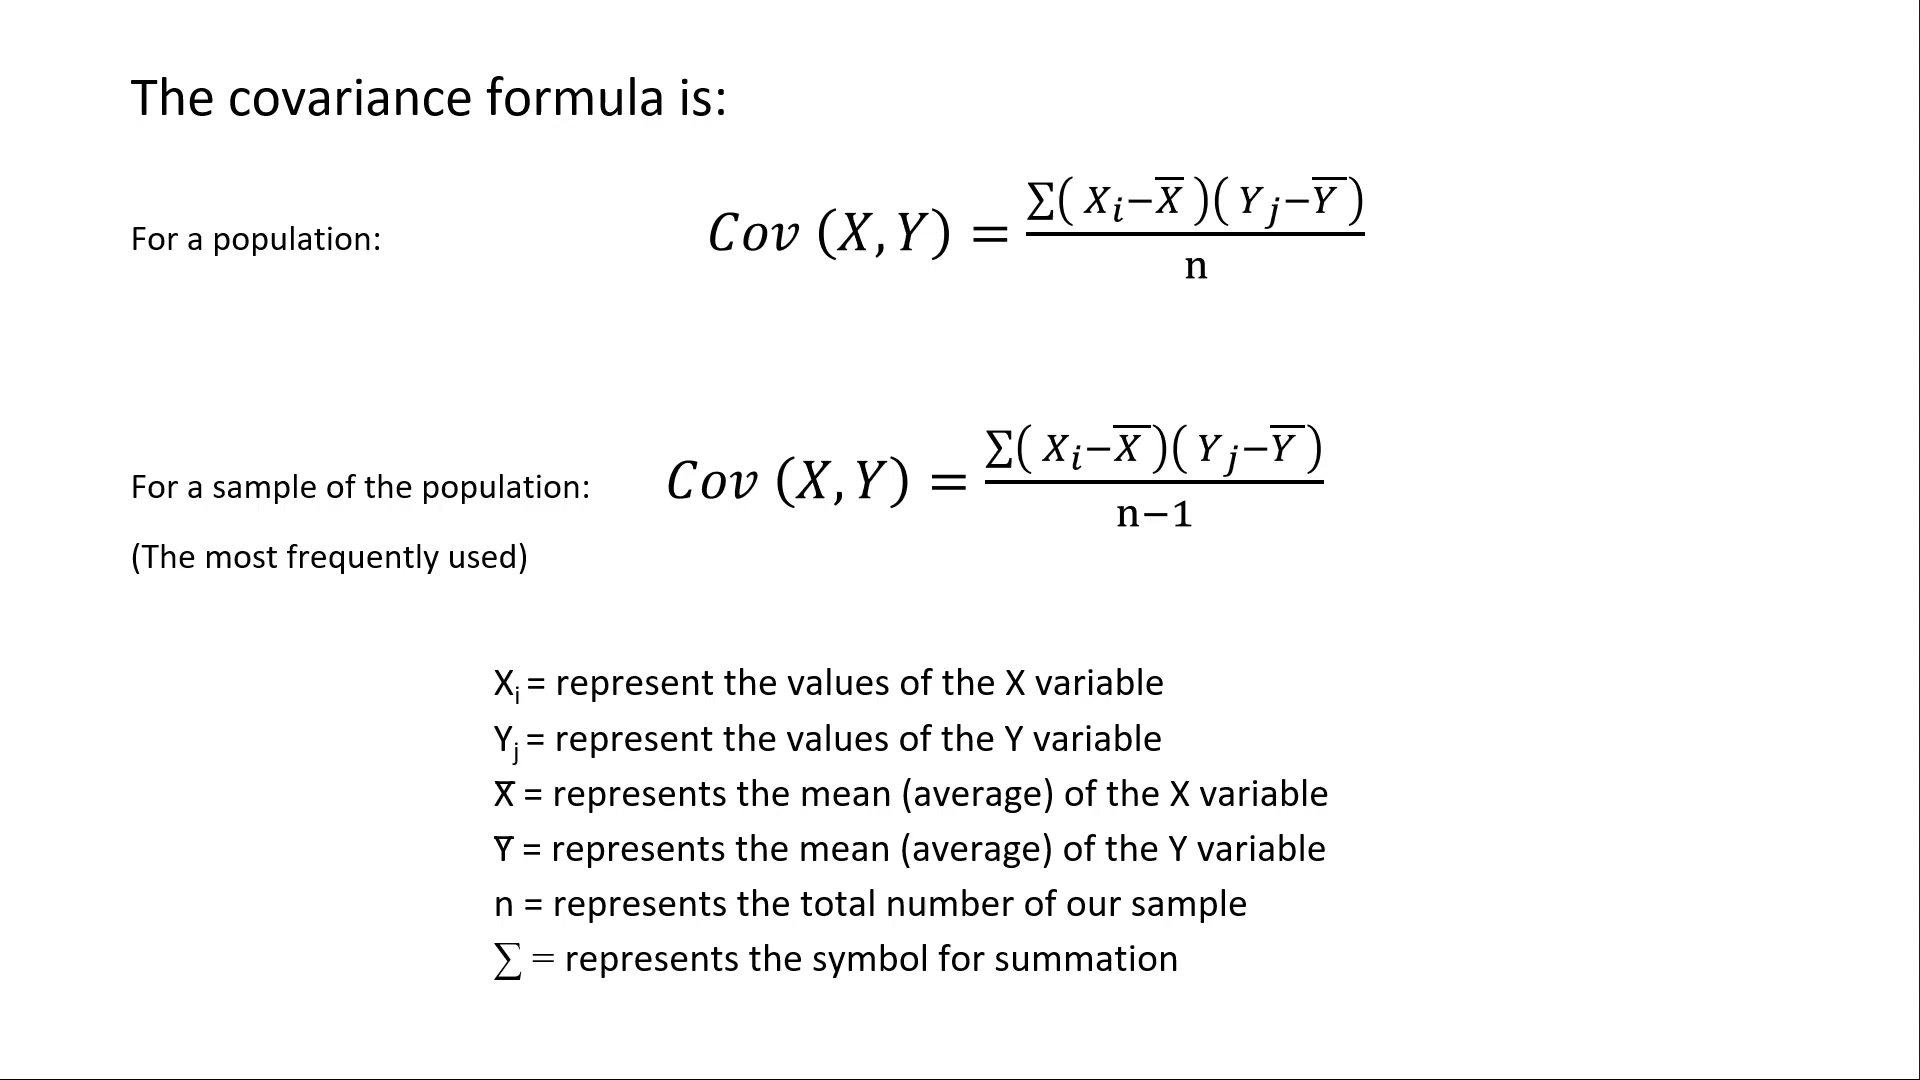 The covariance formula is:
For a population: Cov (X, Y) = ∑( Xᵢ−X̅ )( Yⱼ−Y̅ ) / n
For a sample of the population: Cov (X, Y) = ∑( Xᵢ−X̅ )( Yⱼ−Y̅ ) / n−1
(The most frequently used)
Xᵢ = represent the values of the X variable
Yⱼ = represent the values of the Y variable
X̅ = represents the mean (average) of the X variable
Y̅ = represents the mean (average) of the Y variable
n = represents the total number of our sample
∑ = represents the symbol for summation